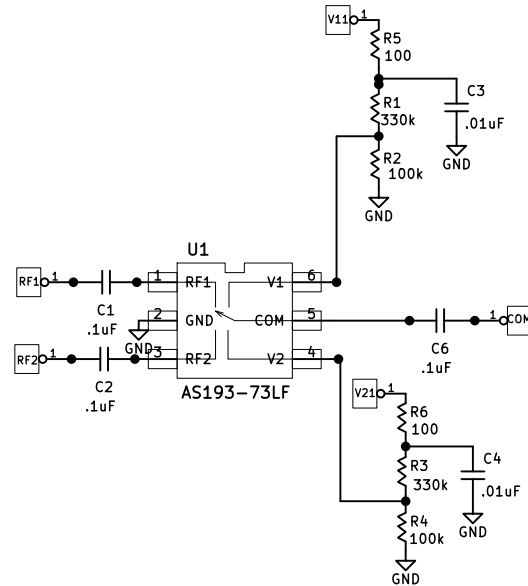 V11 1
R5
100
C3
.01uF
GND
R1
330k
R2
100k
GND
U1
RF1 1
C1
.1uF
1 RF1
V1 6
2 GND
COM 5
3 RF2
V2 4
GND
AS193-73LF
RF2 1
C2
.1uF
C6
.1uF
1 COM
V21 1
R6
100
C4
.01uF
GND
R3
330k
R4
100k
GND